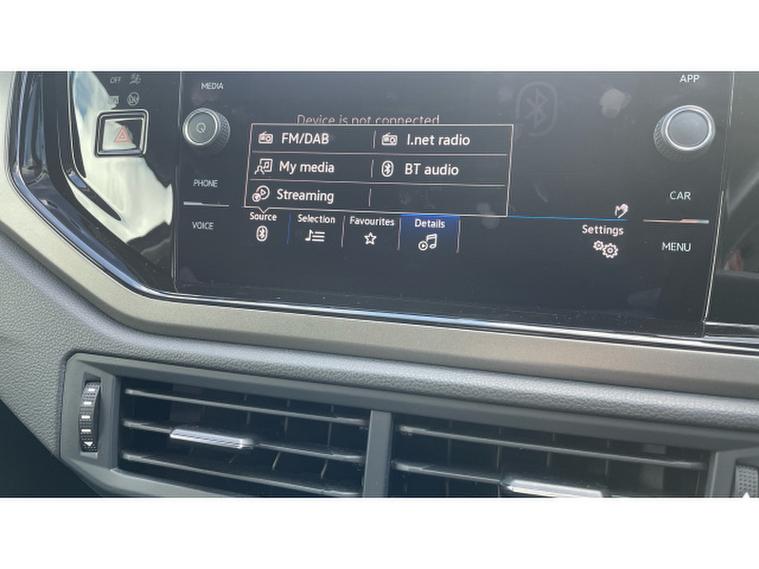 OFF
MEDIA
APP
Device is not connected
FM/DAB
I.net radio
My media
BT audio
Streaming
PHONE
CAR
VOICE
Source
Selection
Favourites
Details
Settings
MENU